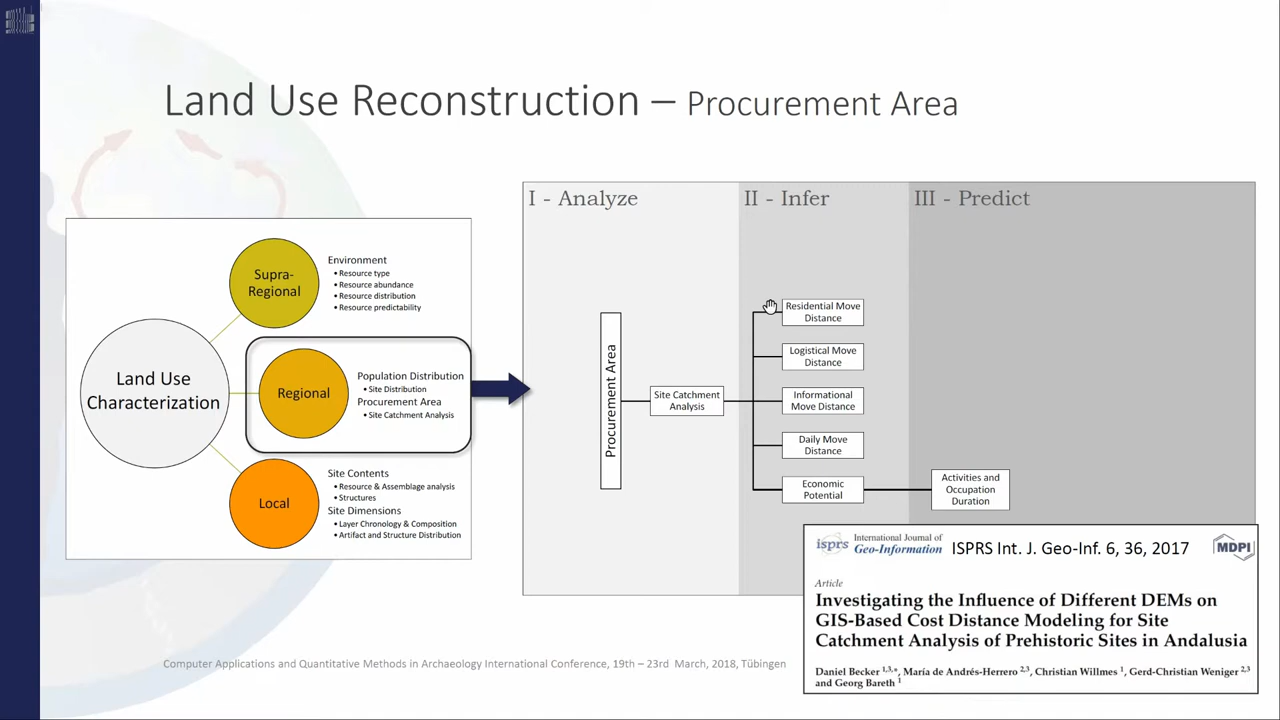 Land Use Reconstruction – Procurement Area
Land Use
Characterization
Supra-
Regional
Environment
• Resource type
• Resource abundance
• Resource distribution
• Resource predictability
Regional
Population Distribution
• Site Distribution
Procurement Area
• Site Catchment Analysis
Local
Site Contents
• Resource & Assemblage analysis
• Structures
Site Dimensions
• Layer Chronology & Composition
• Artifact and Structure Distribution
I - Analyze
II - Infer
III - Predict
Procurement Area
Site Catchment
Analysis
Residential Move
Distance
Logistical Move
Distance
Informational
Move Distance
Daily Move
Distance
Economic
Potential
Activities and
Occupation
Duration
isprs
International Journal of
Geo-Information
ISPRS Int. J. Geo-Inf. 6, 36, 2017
MDPI
Article
Investigating the Influence of Different DEMs on
GIS-Based Cost Distance Modeling for Site
Catchment Analysis of Prehistoric Sites in Andalusia
Daniel Becker 1,3,*, María de Andrés-Herrero 2,3, Christian Willmes 1, Gerd-Christian Weniger 2,3
and Georg Bareth 1
Computer Applications and Quantitative Methods in Archaeology International Conference, 19th – 23rd March, 2018, Tübingen